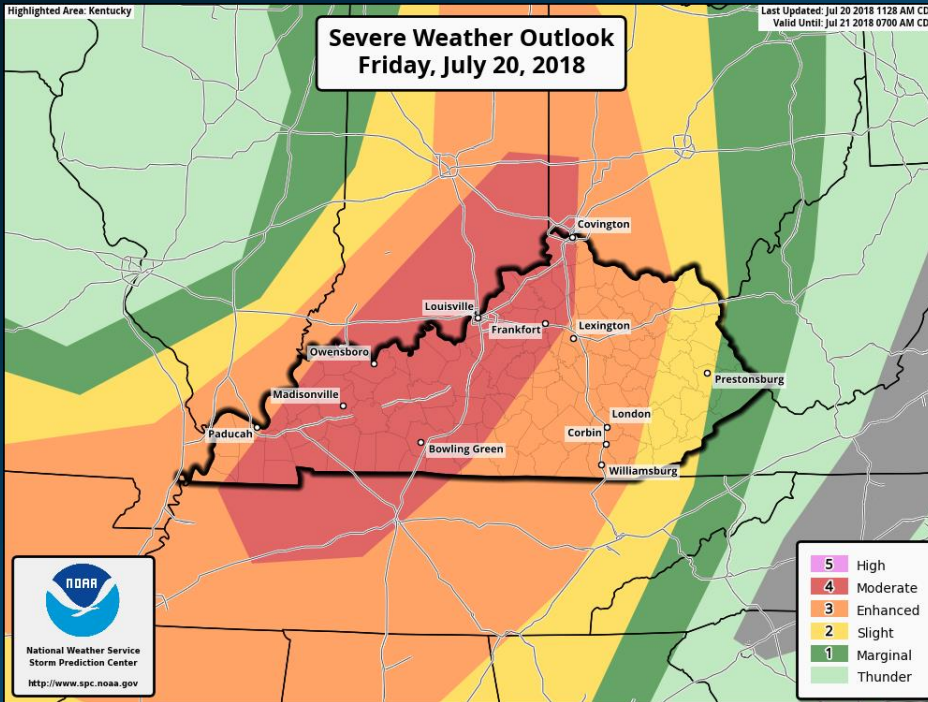 Highlighted Area: Kentucky
Last Updated: Jul 20 2018 1128 AM CD
Valid Until: Jul 21 2018 0700 AM CD
Severe Weather Outlook
Friday, July 20, 2018
Covington
Louisville
Frankfort
Lexington
Owensboro
Prestonsburg
Madisonville
London
Paducah
Corbin
Bowling Green
Williamsburg
NOAA
National Weather Service
Storm Prediction Center
http://www.spc.noaa.gov
5 High
4 Moderate
3 Enhanced
2 Slight
1 Marginal
Thunder